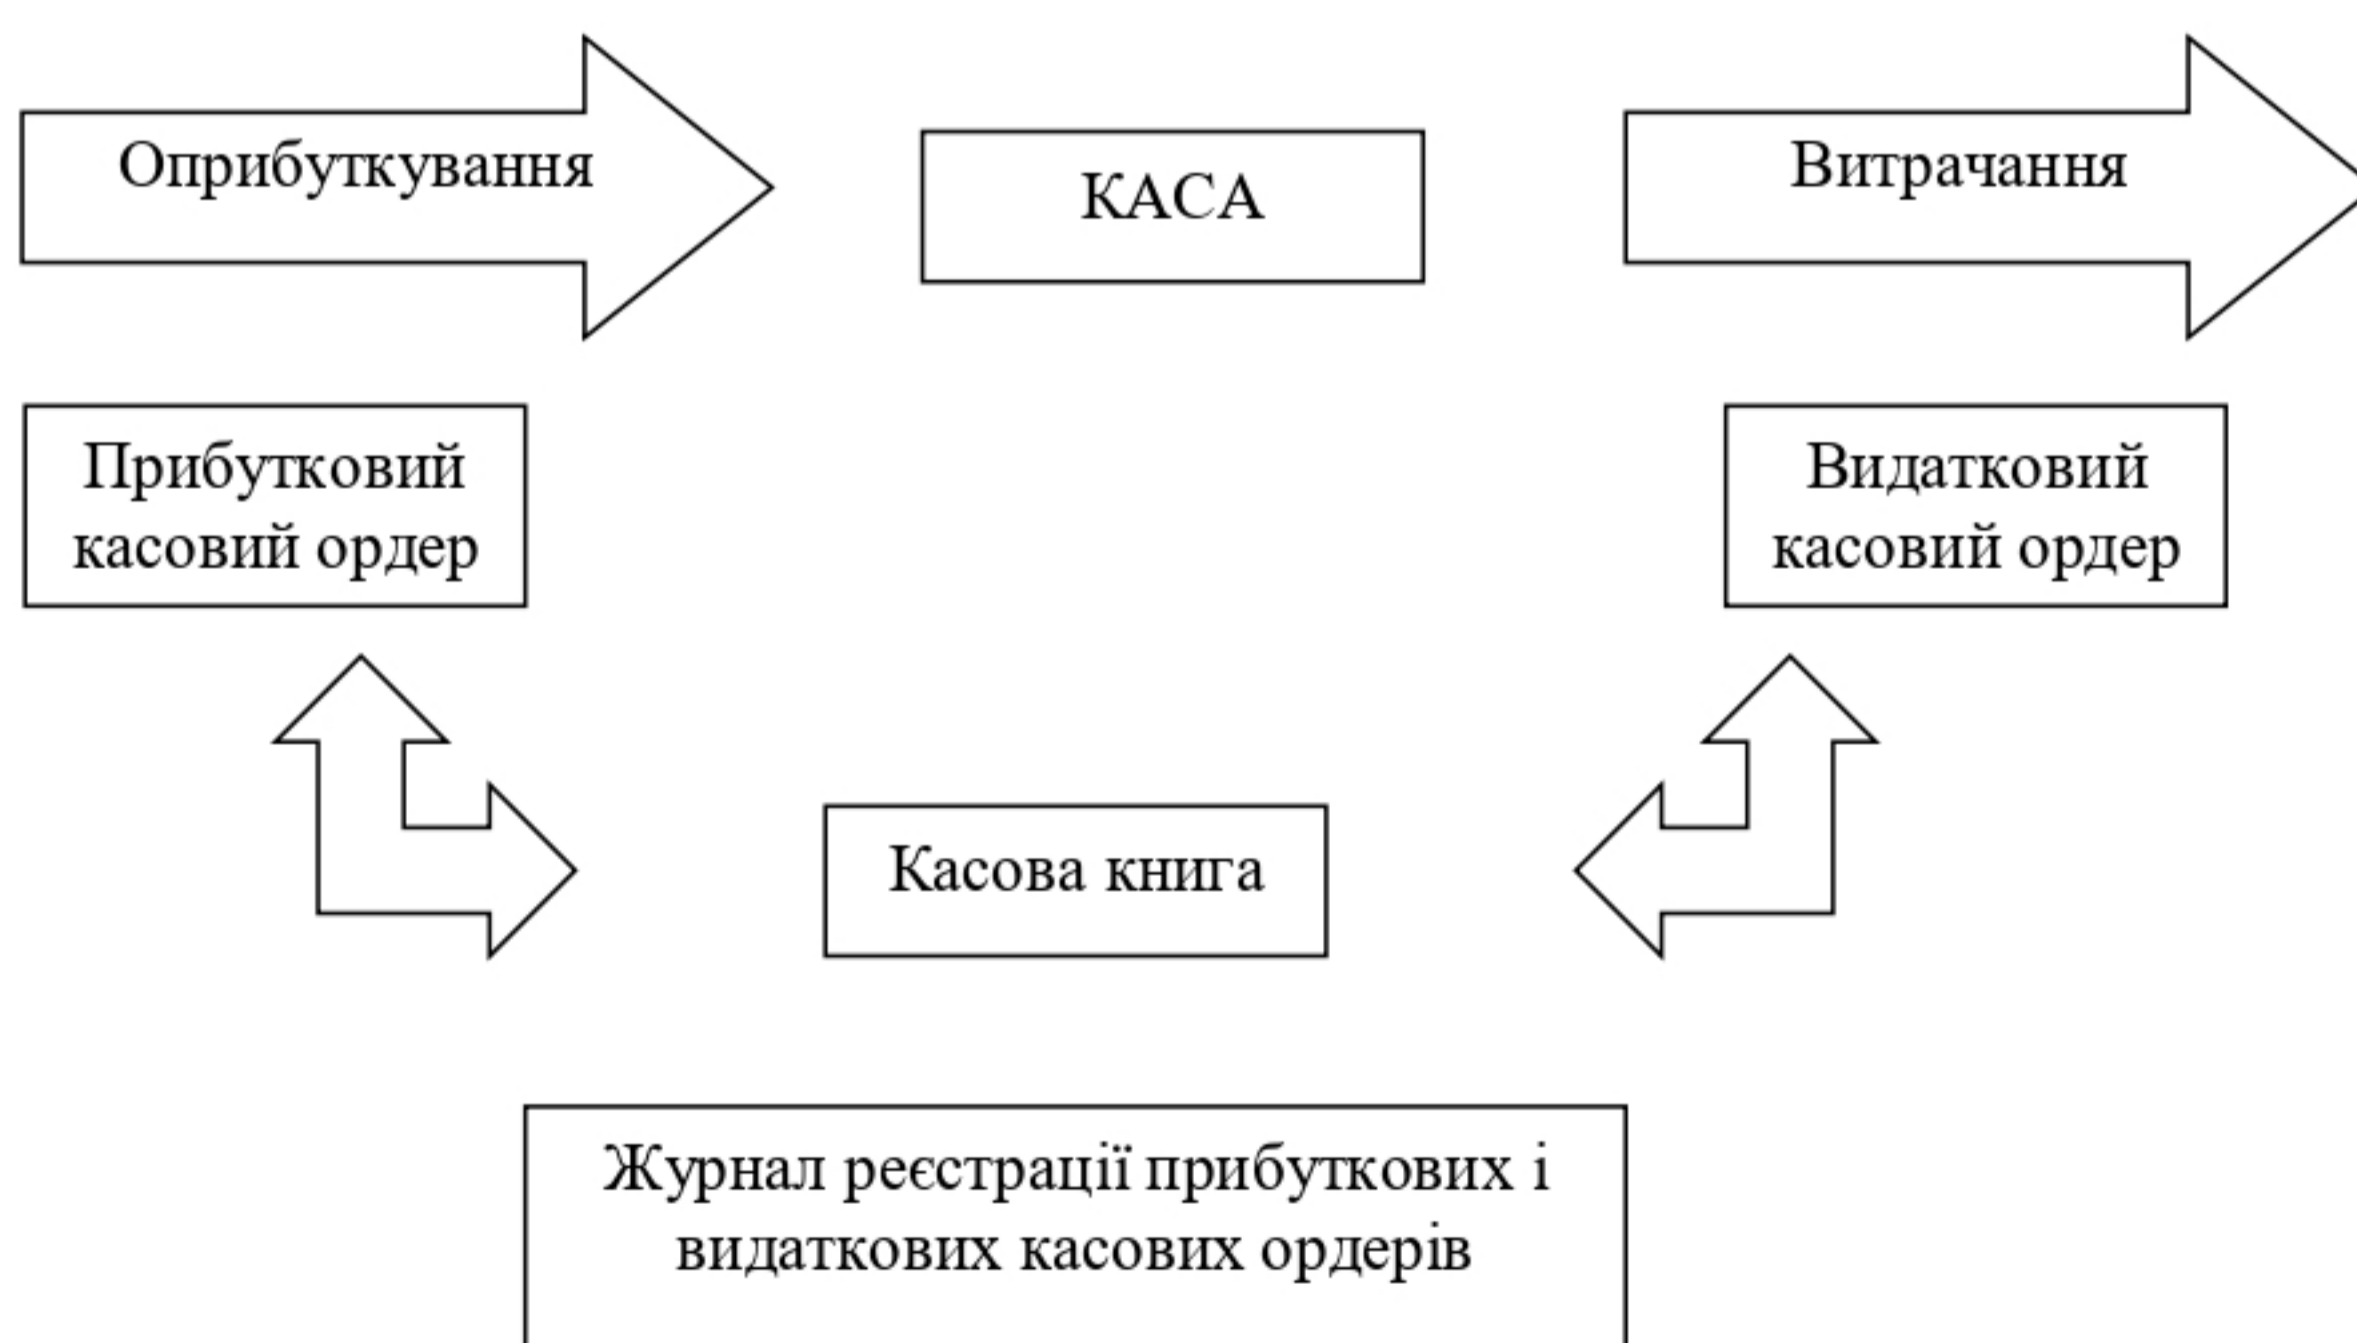 Оприбуткування
КАСА
Витрачання
Прибутковий
касовий ордер
Видатковий
касовий ордер
Касова книга
Журнал реєстрації прибуткових і
видаткових касових ордерів